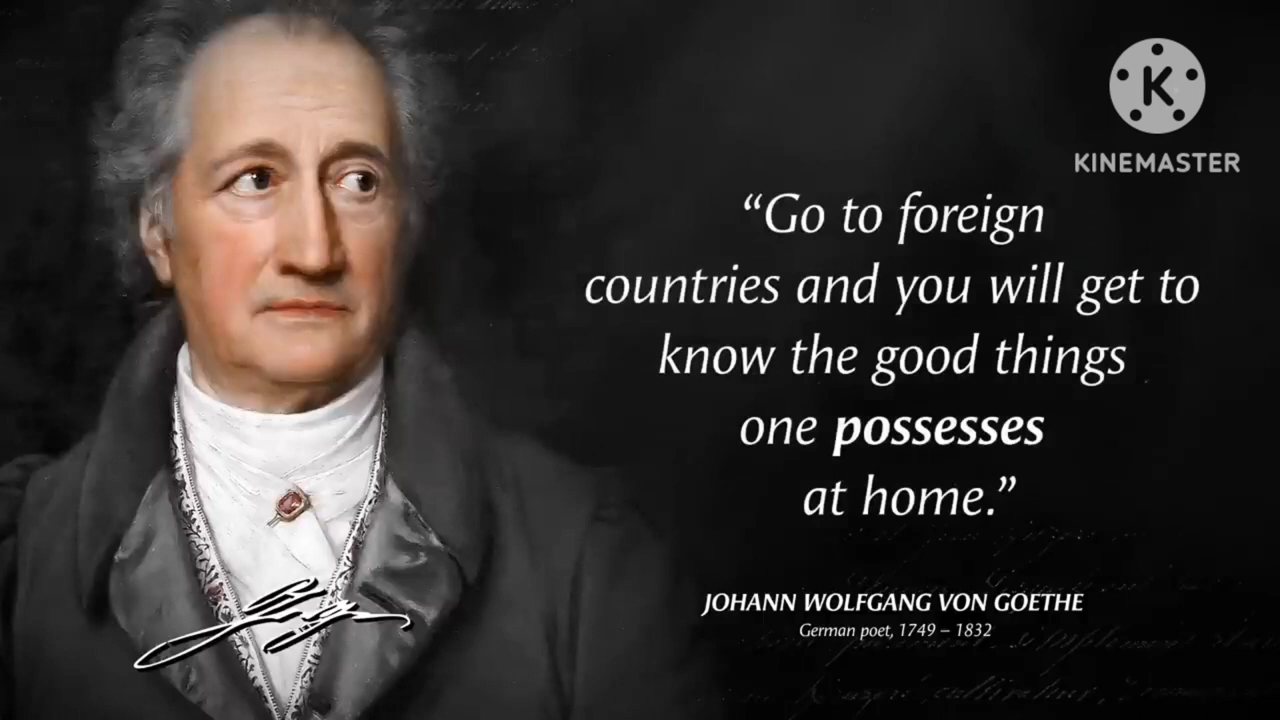 K
KINEMASTER
“Go to foreign
countries and you will get to
know the good things
one possesses
at home.”
JOHANN WOLFGANG VON GOETHE
German poet, 1749 – 1832